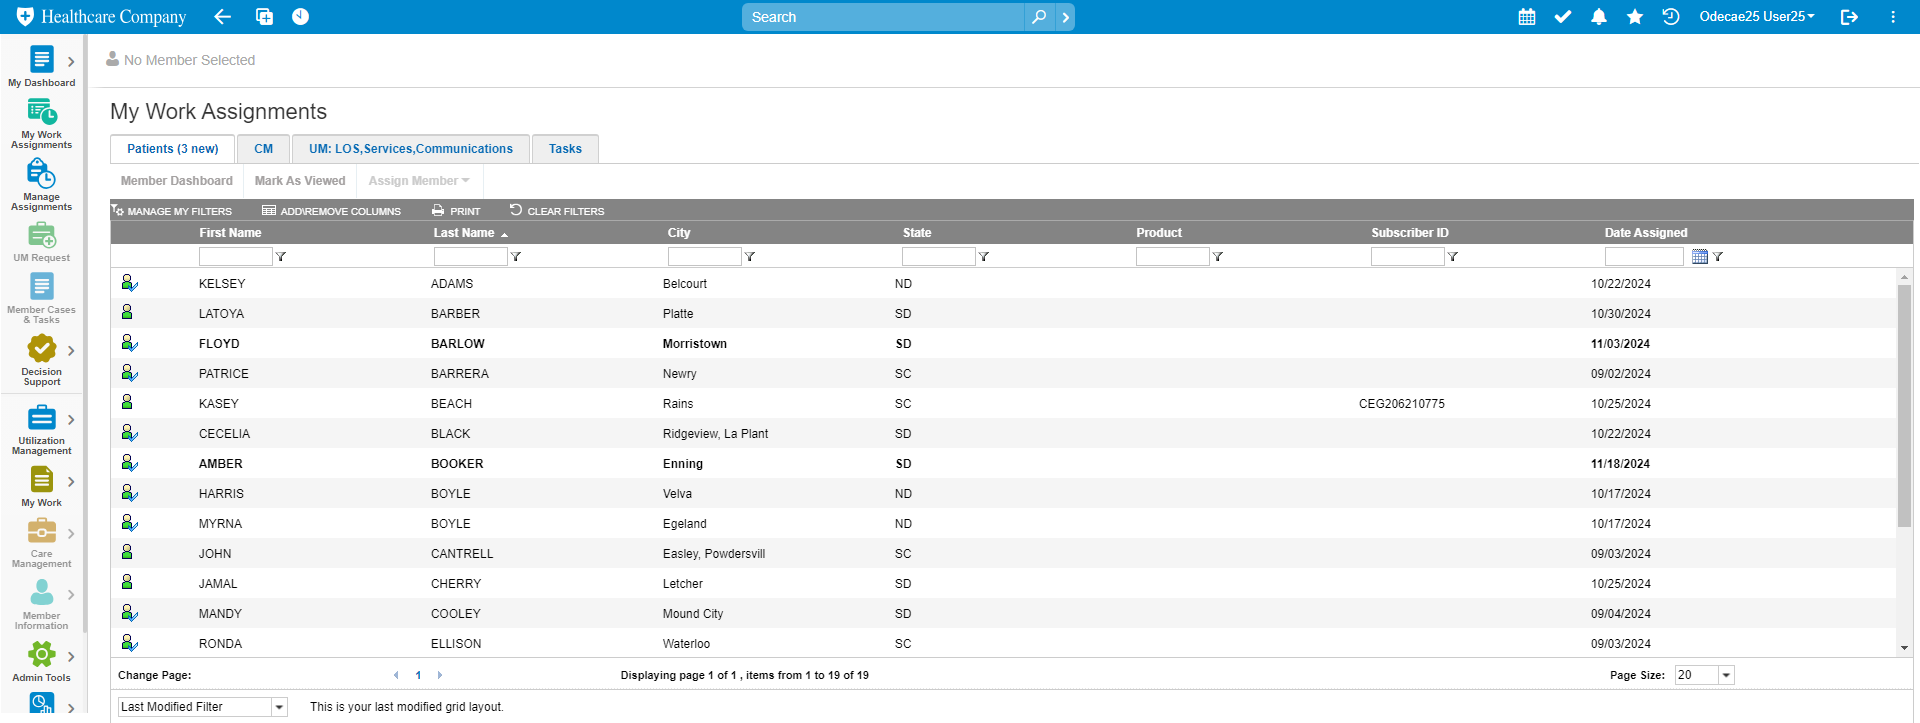 Healthcare Company
Search
Odecae25 User25
No Member Selected
My Dashboard
My Work
Assignments
Manage
Assignments
UM Request
Member Cases
& Tasks
Decision
Support
Utilization
Management
My Work
Care
Management
Member
Information
Admin Tools
My Work Assignments
Patients (3 new) CM UM: LOS,Services,Communications Tasks
Member Dashboard Mark As Viewed Assign Member
MANAGE MY FILTERS ADD\REMOVE COLUMNS PRINT CLEAR FILTERS
First Name Last Name City State Product Subscriber ID Date Assigned
KELSEY ADAMS Belcourt ND 10/22/2024
LATOYA BARBER Platte SD 10/30/2024
FLOYD BARLOW Morristown SD 11/03/2024
PATRICE BARRERA Newry SC 09/02/2024
KASEY BEACH Rains SC CEG206210775 10/25/2024
CECELIA BLACK Ridgeview, La Plant SD 10/22/2024
AMBER BOOKER Enning SD 11/18/2024
HARRIS BOYLE Velva ND 10/17/2024
MYRNA BOYLE Egeland ND 10/17/2024
JOHN CANTRELL Easley, Powdersvill SC 09/03/2024
JAMAL CHERRY Letcher SD 10/25/2024
MANDY COOLEY Mound City SD 09/04/2024
RONDA ELLISON Waterloo SC 09/03/2024
Change Page: 1 Displaying page 1 of 1 , items from 1 to 19 of 19 Page Size: 20
Last Modified Filter This is your last modified grid layout.